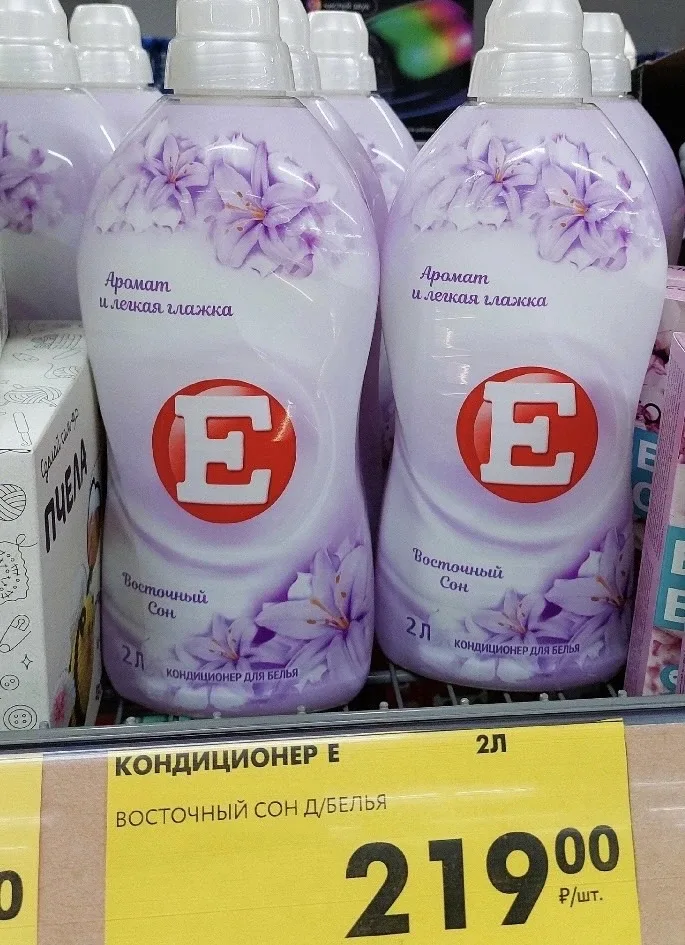 Аромат
и легкая глажка
E
Восточный
Сон
2Л
КОНДИЦИОНЕР ДЛЯ БЕЛЬЯ
Аромат
и легкая глажка
E
Восточный
Сон
2Л
КОНДИЦИОНЕР ДЛЯ БЕЛЬЯ
ПЧЕЛА
КОНДИЦИОНЕР Е 2Л
ВОСТОЧНЫЙ СОН Д/БЕЛЬЯ
219 00
₽/шт.